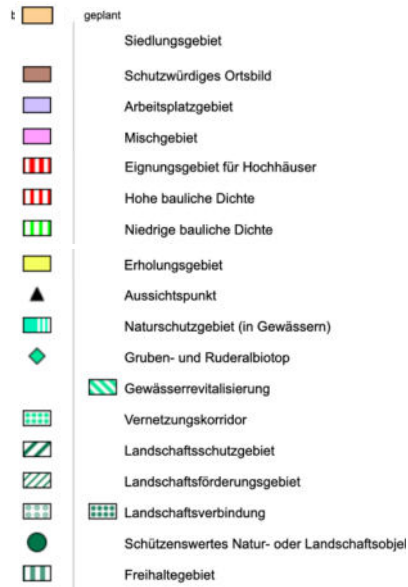 geplant
Siedlungsgebiet
Schutzwürdiges Ortsbild
Arbeitsplatzgebiet
Mischgebiet
Eignungsgebiet für Hochhäuser
Hohe bauliche Dichte
Niedrige bauliche Dichte
Erholungsgebiet
Aussichtspunkt
Naturschutzgebiet (in Gewässern)
Gruben- und Ruderalbiotop
Gewässerrevitalisierung
Vernetzungskorridor
Landschaftsschutzgebiet
Landschaftsförderungsgebiet
Landschaftsverbindung
Schützenswertes Natur- oder Landschaftsobje
Freihaltegebiet